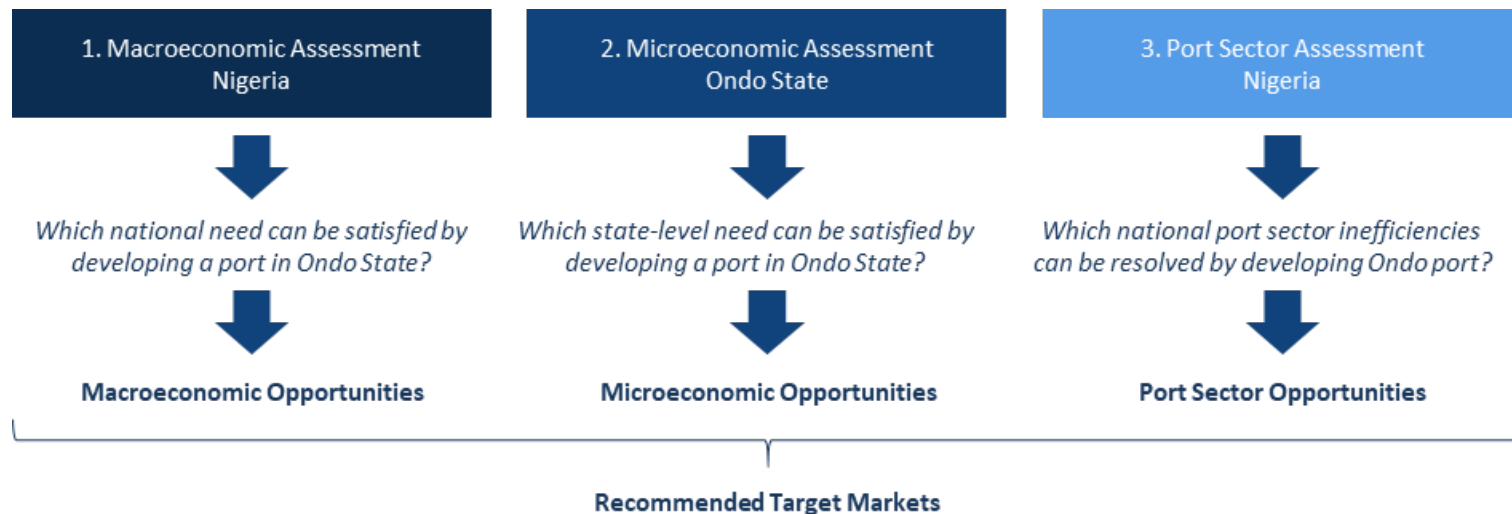 1. Macroeconomic Assessment
Nigeria
2. Microeconomic Assessment
Ondo State
3. Port Sector Assessment
Nigeria
Which national need can be satisfied by
developing a port in Ondo State?
Which state-level need can be satisfied by
developing a port in Ondo State?
Which national port sector inefficiencies
can be resolved by developing Ondo port?
Macroeconomic Opportunities
Microeconomic Opportunities
Port Sector Opportunities
Recommended Target Markets